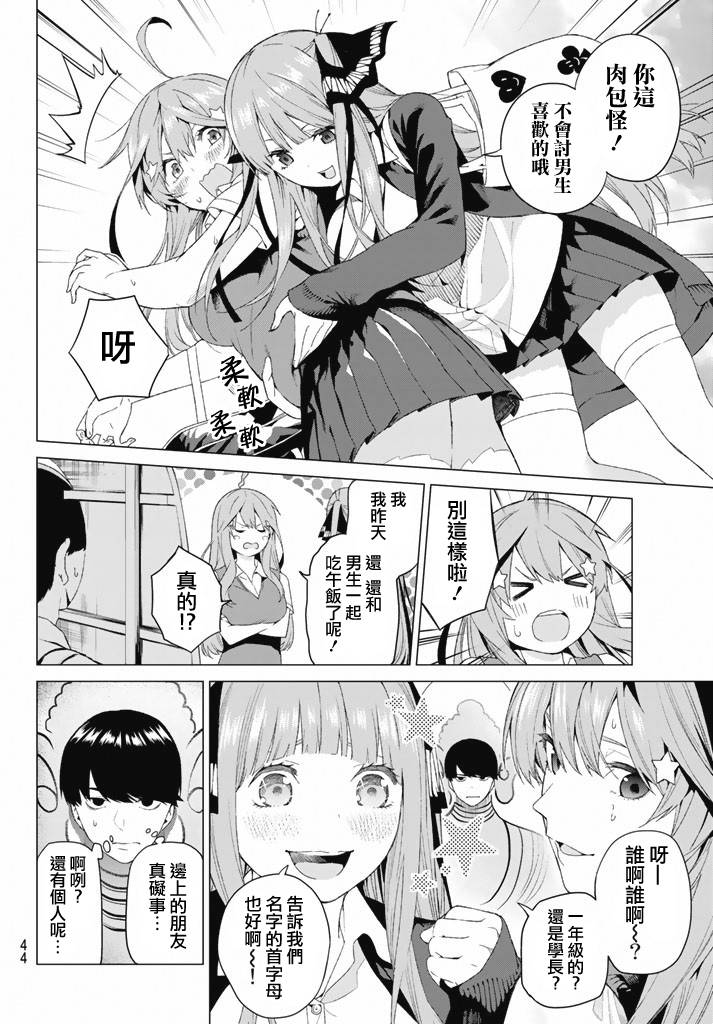 你這
肉包怪！
不會討男生
喜歡的哦
呀
柔軟
柔軟
別這樣啦！
我
我昨天
還 還和
男生一起
吃午飯了呢！
真的!?
呀ー
誰啊誰啊～？
一年級的？
還是學長？
告訴我們
名字的首字母
也好啊～！
邊上的朋友
真礙事…
啊咧？
還有個人呢…
44